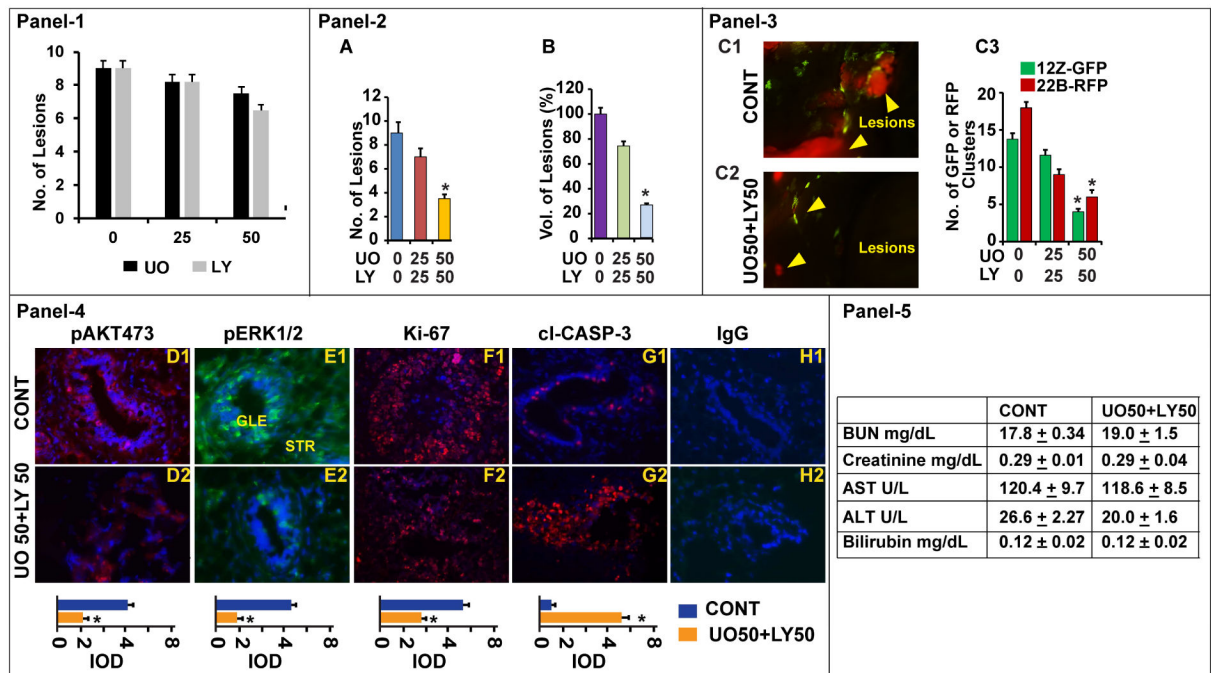 Panel-1
No. of Lesions
10
8
6
4
2
0
0 25 50
UO LY
Panel-2
A
No. of Lesions
12
10
8
6
4
2
0
*
UO 0 25 50
LY 0 25 50
B
Vol. of Lesions (%)
120
100
80
60
40
20
0
*
UO 0 25 50
LY 0 25 50
Panel-3
C1
CONT
Lesions
C2
UO50+LY50
Lesions
C3
12Z-GFP
22B-RFP
No. of GFP or RFP
Clusters
20
15
10
5
0
* *
UO 0 25 50
LY 0 25 50
Panel-4
pAKT473 pERK1/2 Ki-67 cl-CASP-3 IgG
CONT
D1 E1 F1 G1 H1
GLE
STR
UO 50+LY 50
D2 E2 F2 G2 H2
* * * *
0 2 4 8 0 2 4 8 0 2 4 8 0 2 4 8
IOD IOD IOD IOD
CONT
UO50+LY50
Panel-5
CONT UO50+LY50
BUN mg/dL 17.8 ± 0.34 19.0 ± 1.5
Creatinine mg/dL 0.29 ± 0.01 0.29 ± 0.04
AST U/L 120.4 ± 9.7 118.6 ± 8.5
ALT U/L 26.6 ± 2.27 20.0 ± 1.6
Bilirubin mg/dL 0.12 ± 0.02 0.12 ± 0.02